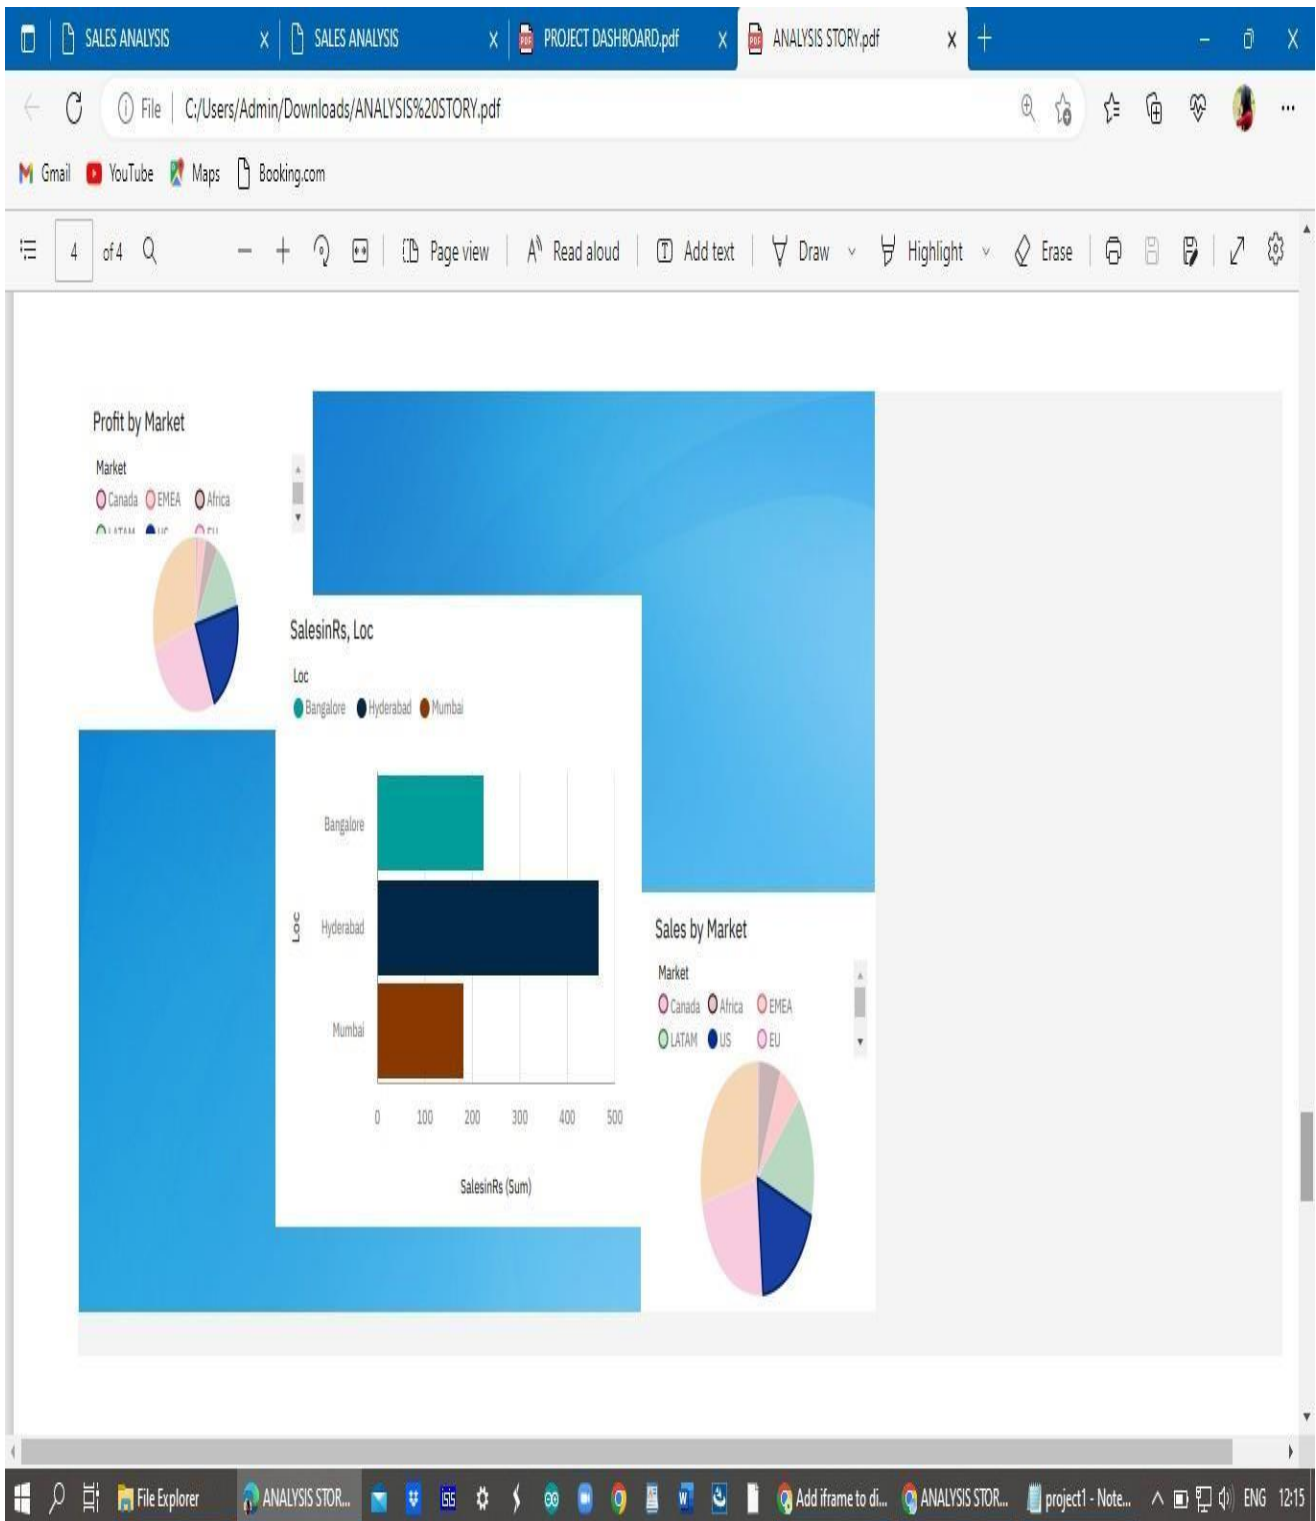 SALES ANALYSIS SALES ANALYSIS PROJECT DASHBOARD.pdf ANALYSIS STORY.pdf
File C:/Users/Admin/Downloads/ANALYSIS%20STORY.pdf
Gmail YouTube Maps Booking.com
4 of 4 Page view Read aloud Add text Draw Highlight Erase
Profit by Market
Market
Canada EMEA Africa
LATAM US EU
SalesinRs, Loc
Loc
Bangalore Hyderabad Mumbai
Bangalore
Hyderabad
Mumbai
Loc
0 100 200 300 400 500
SalesinRs (Sum)
Sales by Market
Market
Canada Africa EMEA
LATAM US EU
File Explorer ANALYSIS STOR... Add iframe to di... ANALYSIS STOR... project1 - Note... ENG 12:15